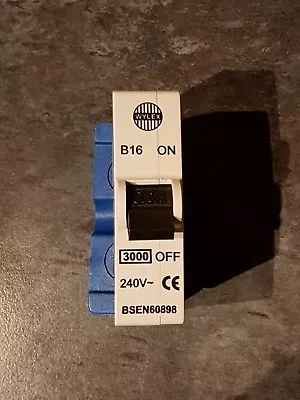 WYLEX
B16 ON
3000 OFF
240V~ CE
BSEN60898